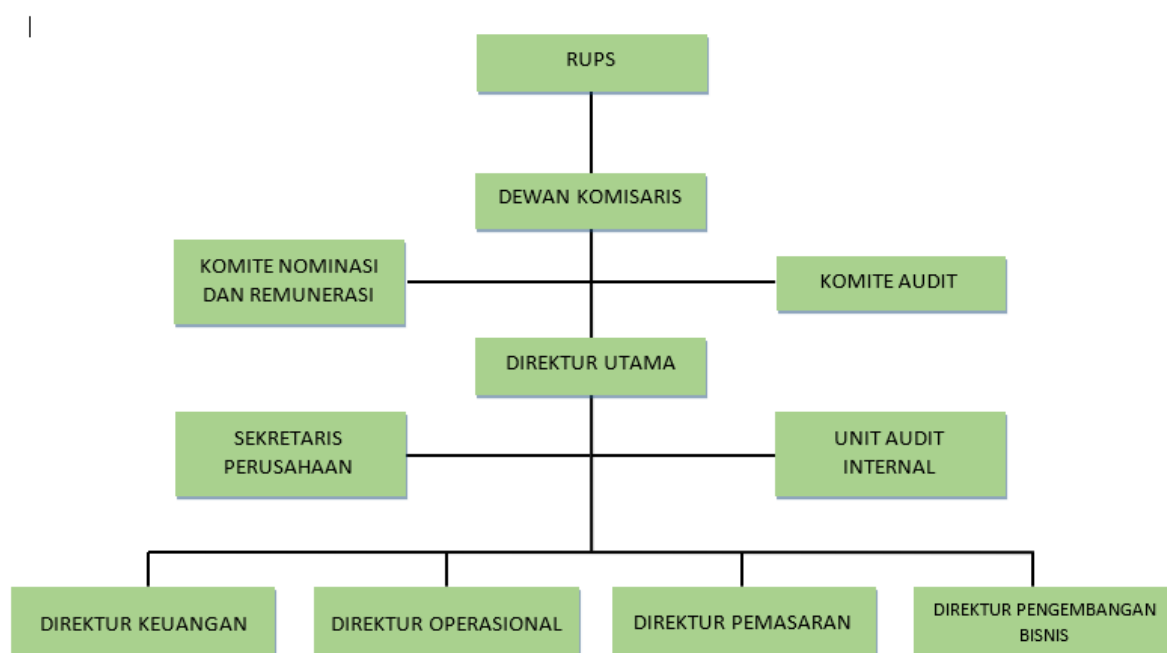 RUPS
DEWAN KOMISARIS
KOMITE NOMINASI
DAN REMUNERASI
KOMITE AUDIT
DIREKTUR UTAMA
SEKRETARIS
PERUSAHAAN
UNIT AUDIT
INTERNAL
DIREKTUR KEUANGAN
DIREKTUR OPERASIONAL
DIREKTUR PEMASARAN
DIREKTUR PENGEMBANGAN
BISNIS